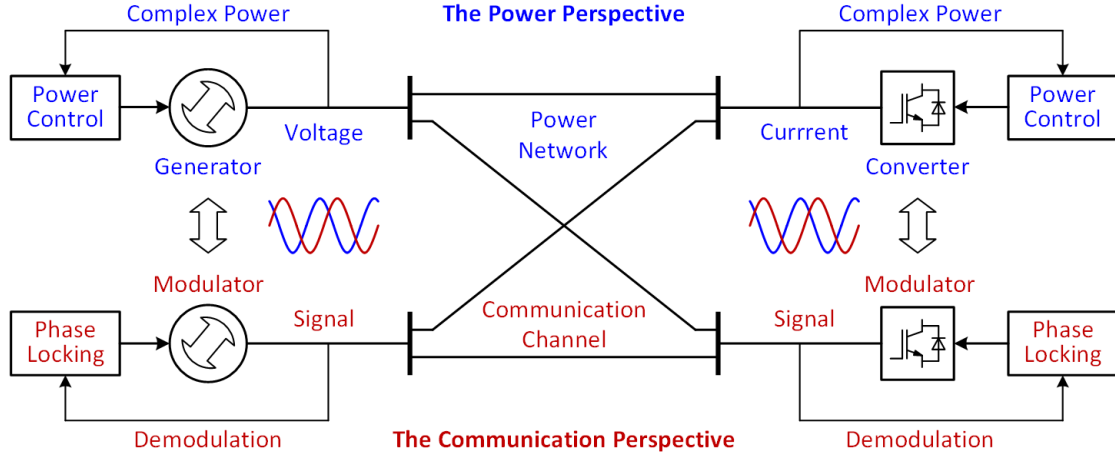 Complex Power
The Power Perspective
Complex Power
Power
Control
Voltage
Power
Network
Currrent
Power
Control
Generator
Converter
Modulator
Modulator
Phase
Locking
Signal
Communication
Channel
Signal
Phase
Locking
Demodulation
The Communication Perspective
Demodulation